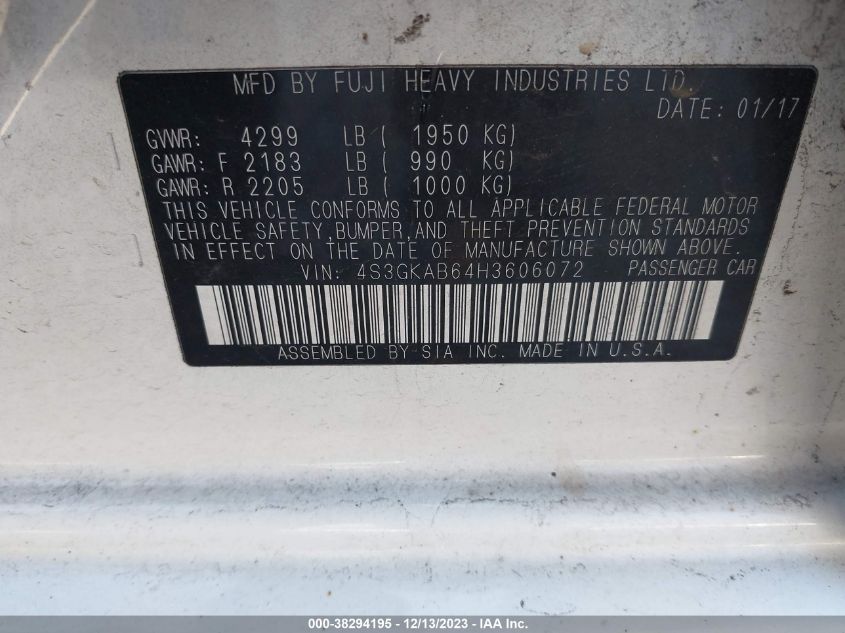 MFD BY FUJI HEAVY INDUSTRIES LTD.
DATE: 01/17
GVWR: 4299 LB ( 1950 KG)
GAWR: F 2183 LB ( 990 KG)
GAWR: R 2205 LB ( 1000 KG)
THIS VEHICLE CONFORMS TO ALL APPLICABLE FEDERAL MOTOR
VEHICLE SAFETY,BUMPER,AND THEFT PREVENTION STANDARDS
IN EFFECT ON THE DATE OF MANUFACTURE SHOWN ABOVE.
VIN: 4S3GKAB64H3606072 PASSENGER CAR
ASSEMBLED BY SIA INC. MADE IN U.S.A.
000-38294195 - 12/13/2023 - IAA Inc.